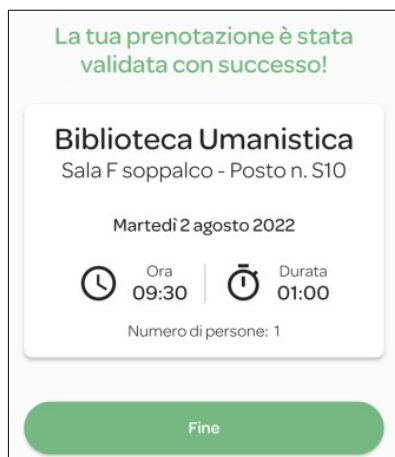 La tua prenotazione è stata
validata con successo!
Biblioteca Umanistica
Sala F soppalco - Posto n. S10
Martedì 2 agosto 2022
Ora
09:30
Durata
01:00
Numero di persone: 1
Fine